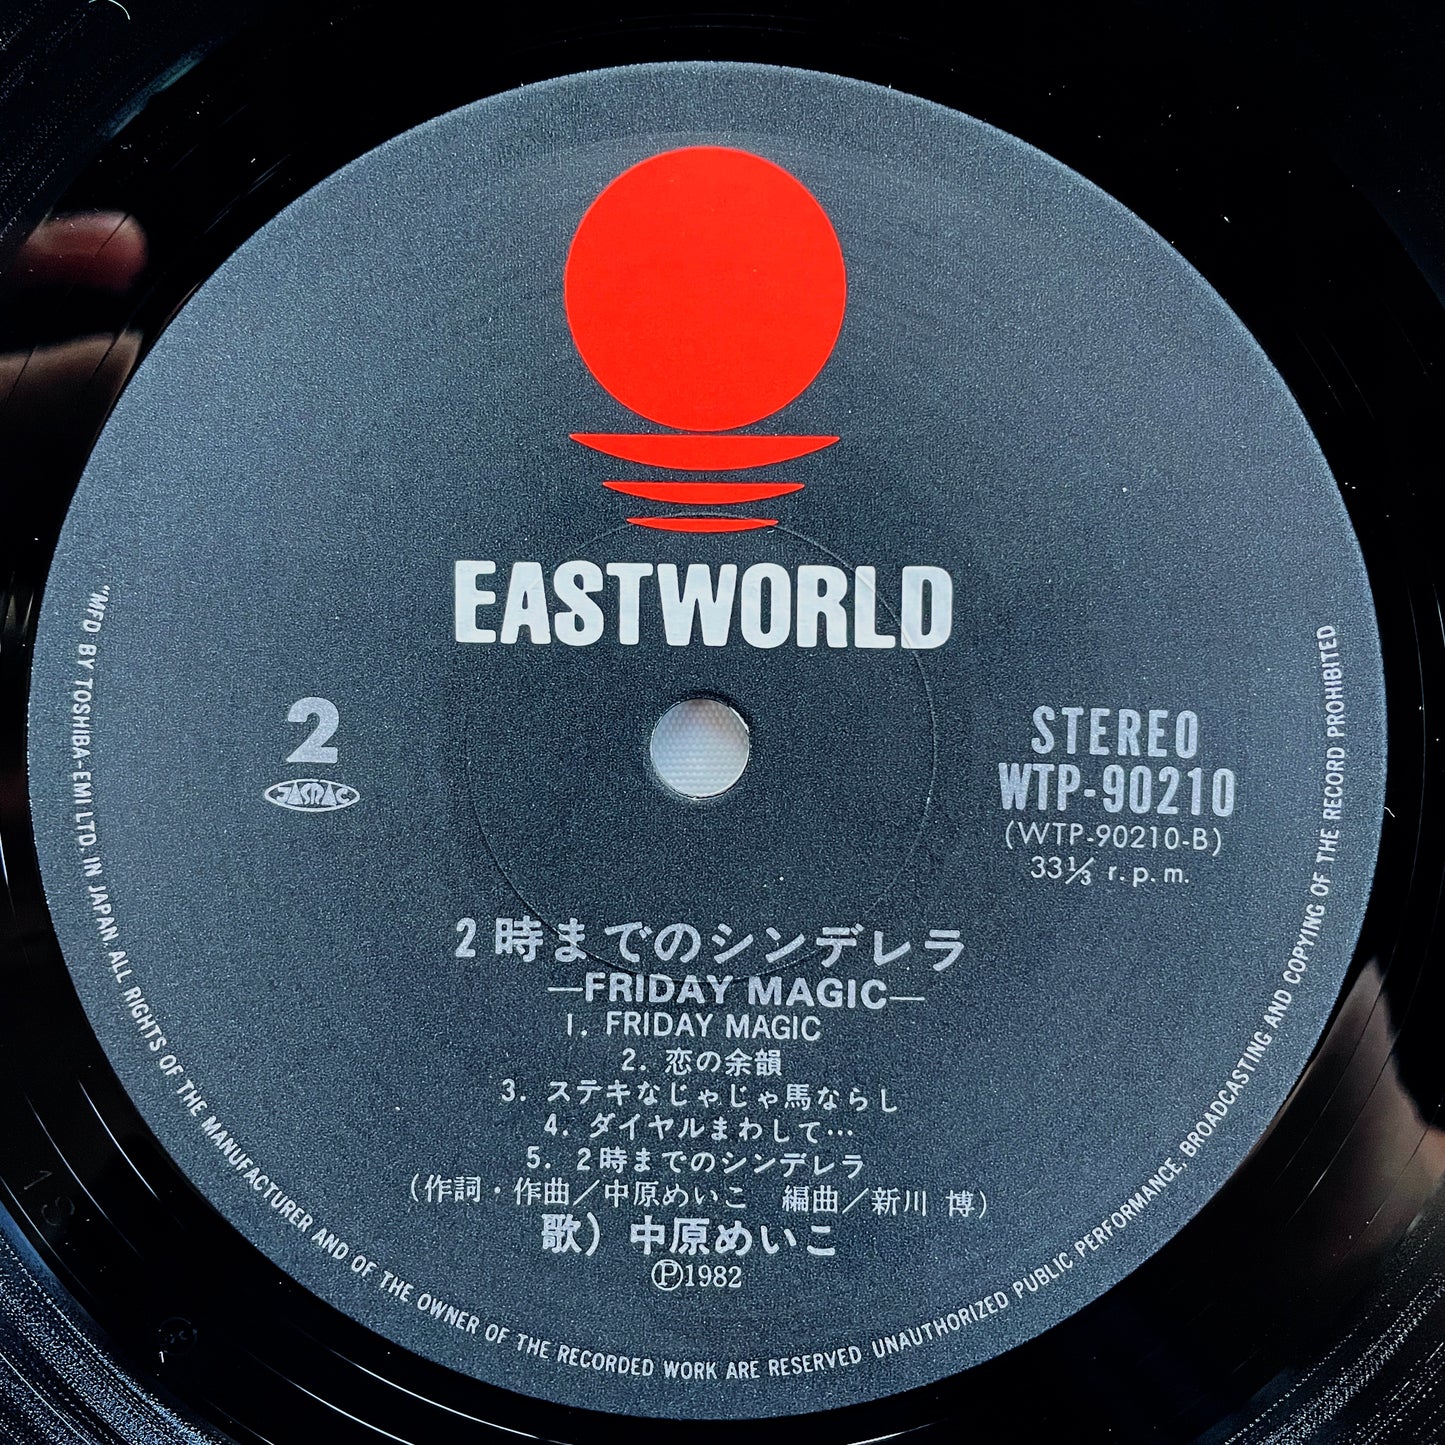 EASTWORLD
2
JASRAC
STEREO
WTP-90210
(WTP-90210-B)
33⅓ r.p.m.
2時までのシンデレラ
—FRIDAY MAGIC—
1. FRIDAY MAGIC
2. 恋の余韻
3. ステキなじゃじゃ馬ならし
4. ダイヤルまわして…
5. 2時までのシンデレラ
(作詞・作曲／中原めいこ　編曲／新川 博)
歌) 中原めいこ
Ⓟ1982
"MFD BY TOSHIBA-EMI LTD. IN JAPAN. ALL RIGHTS OF THE MANUFACTURER AND OF THE OWNER OF THE RECORDED WORK ARE RESERVED UNAUTHORIZED PUBLIC PERFORMANCE. BROADCASTING AND COPYING OF THE RECORD PROHIBITED